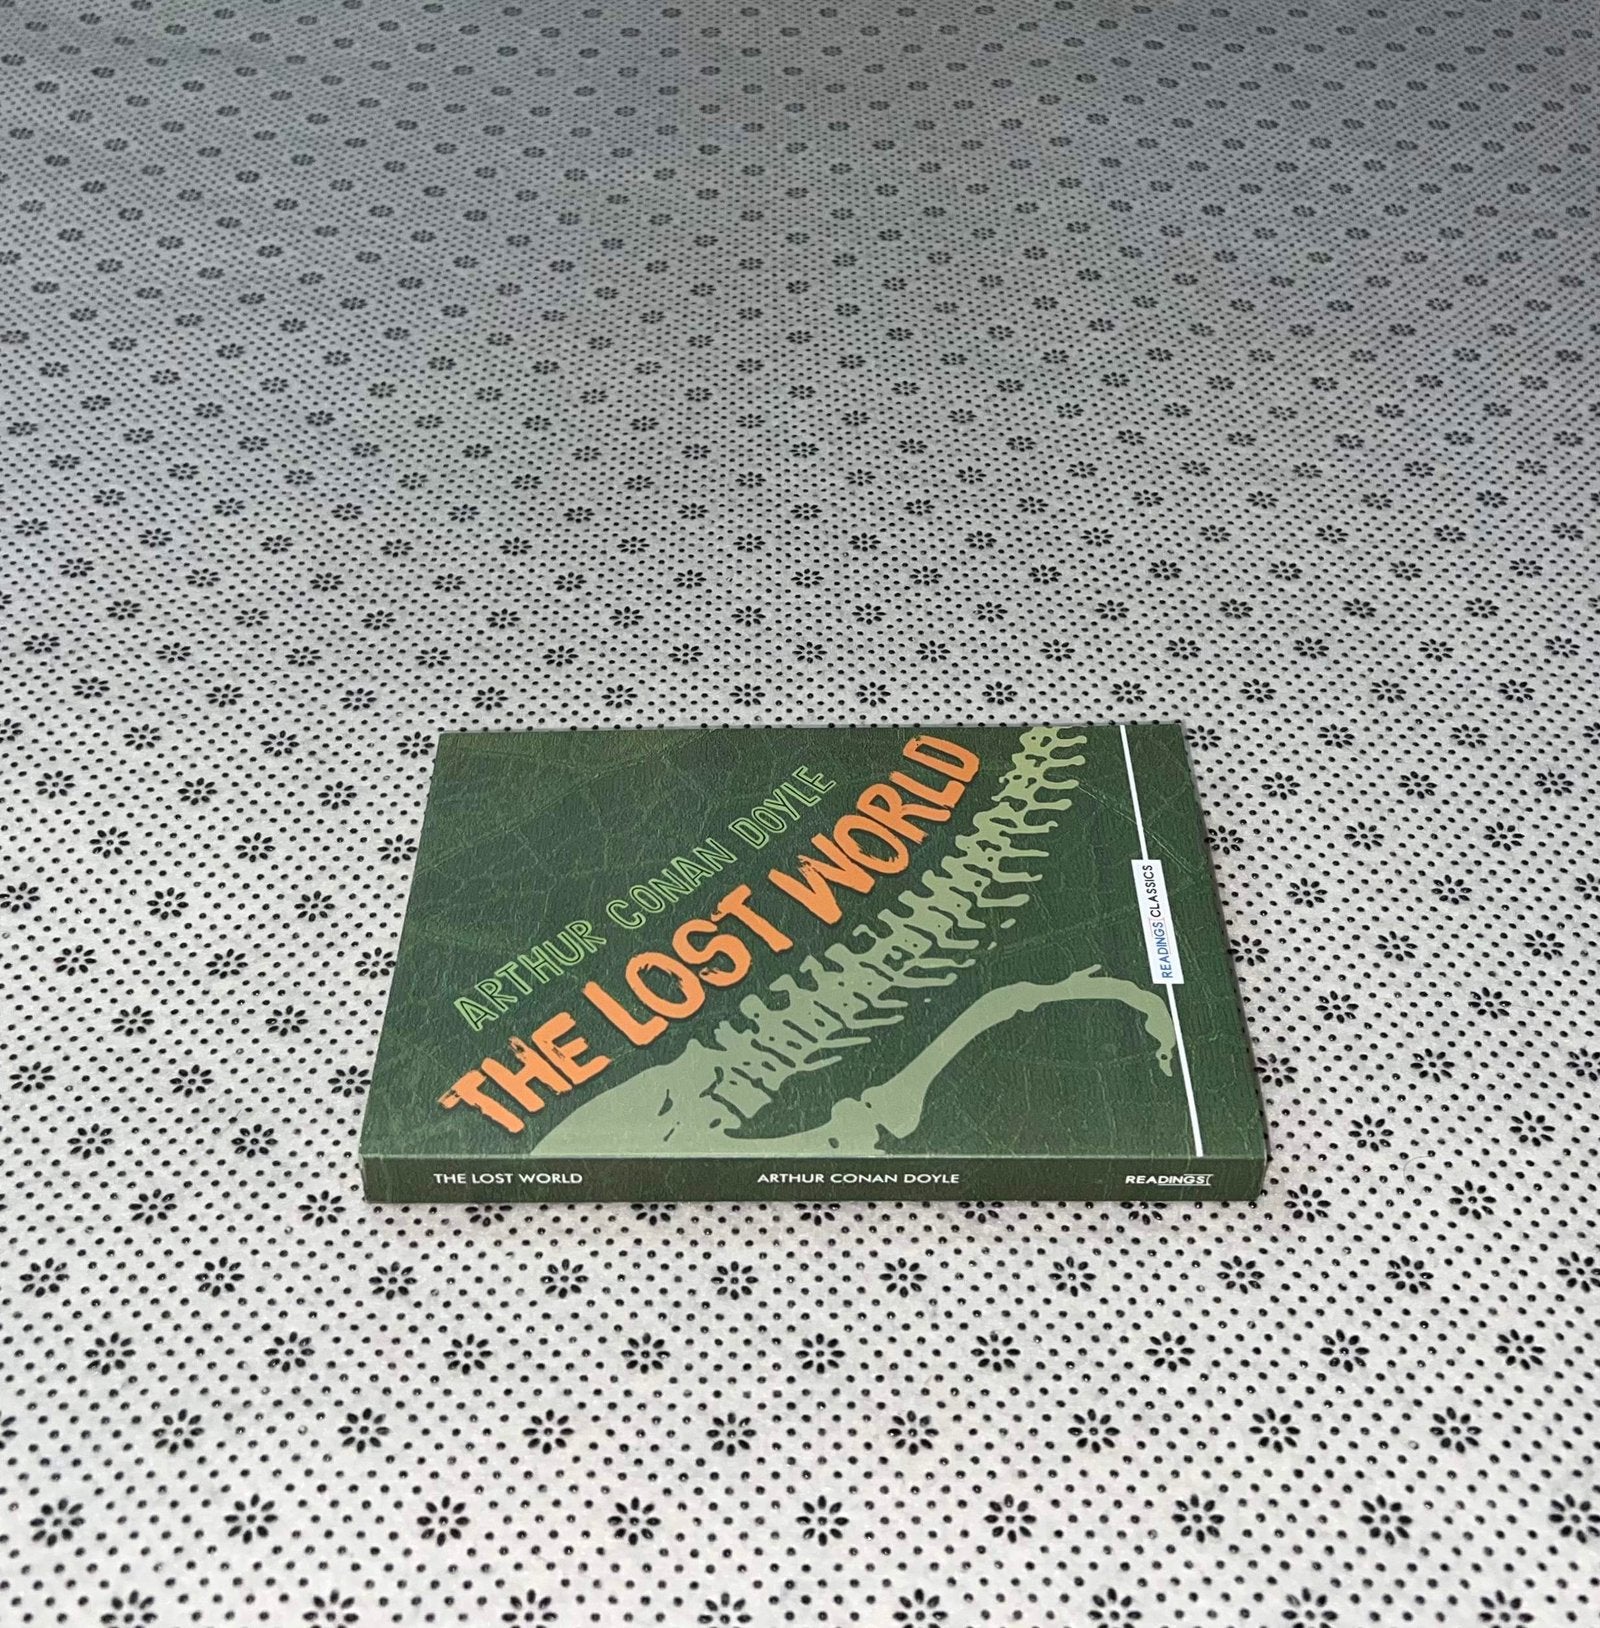 ARTHUR CONAN DOYLE
THE LOST WORLD
READINGS CLASSICS
THE LOST WORLD ARTHUR CONAN DOYLE READINGS